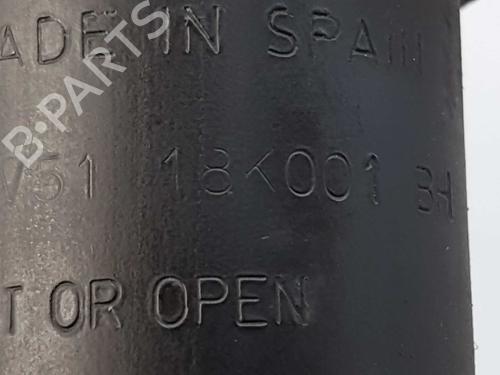 ADE IN SPAIN
V51 18K001 BH
T OR OPEN
B·PARTS